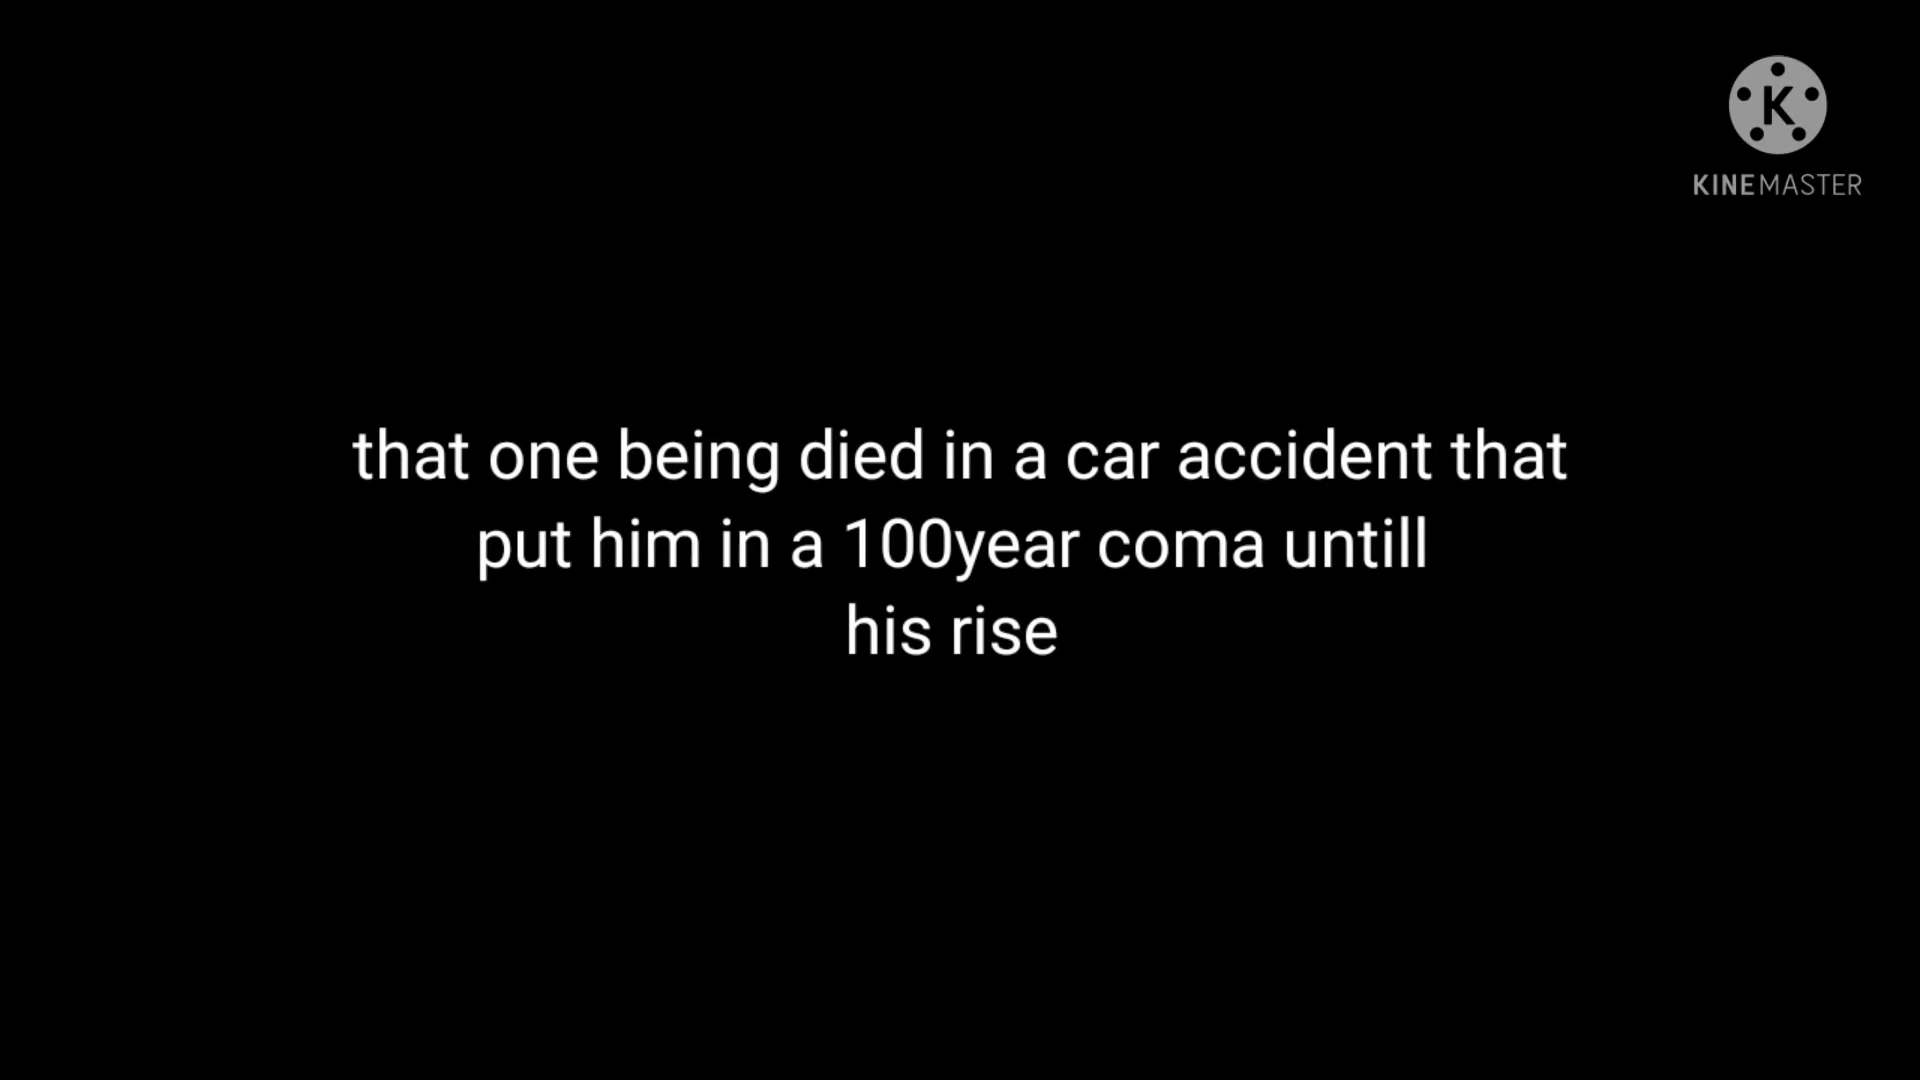 K
KINEMASTER
that one being died in a car accident that
put him in a 100year coma untill
his rise